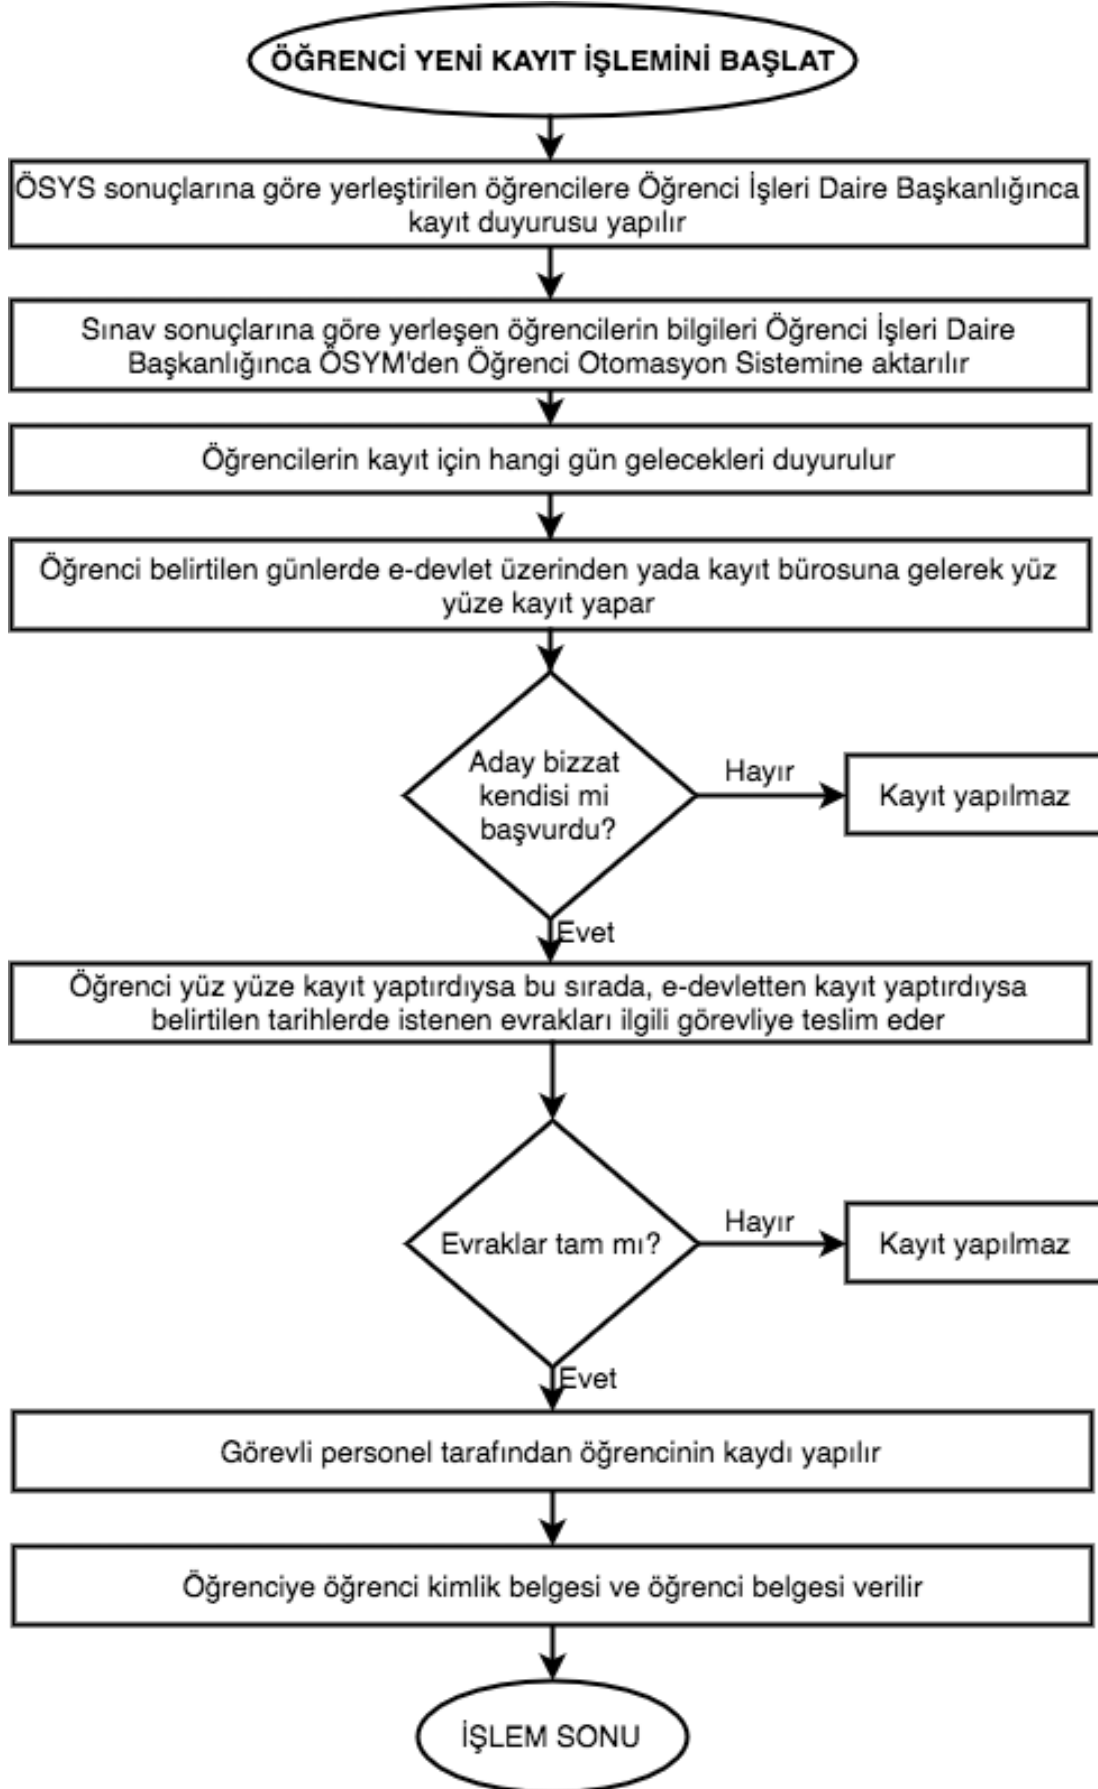 ÖĞRENCİ YENİ KAYIT İŞLEMİNİ BAŞLAT
ÖSYS sonuçlarına göre yerleştirilen öğrencilere Öğrenci İşleri Daire Başkanlığınca
kayıt duyurusu yapılır
Sınav sonuçlarına göre yerleşen öğrencilerin bilgileri Öğrenci İşleri Daire
Başkanlığınca ÖSYM'den Öğrenci Otomasyon Sistemine aktarılır
Öğrencilerin kayıt için hangi gün gelecekleri duyurulur
Öğrenci belirtilen günlerde e-devlet üzerinden yada kayıt bürosuna gelerek yüz
yüze kayıt yapar
Aday bizzat
kendisi mi
başvurdu?
Hayır
Kayıt yapılmaz
Evet
Öğrenci yüz yüze kayıt yaptırdıysa bu sırada, e-devletten kayıt yaptırdıysa
belirtilen tarihlerde istenen evrakları ilgili görevliye teslim eder
Evraklar tam mı?
Hayır
Kayıt yapılmaz
Evet
Görevli personel tarafından öğrencinin kaydı yapılır
Öğrenciye öğrenci kimlik belgesi ve öğrenci belgesi verilir
İŞLEM SONU